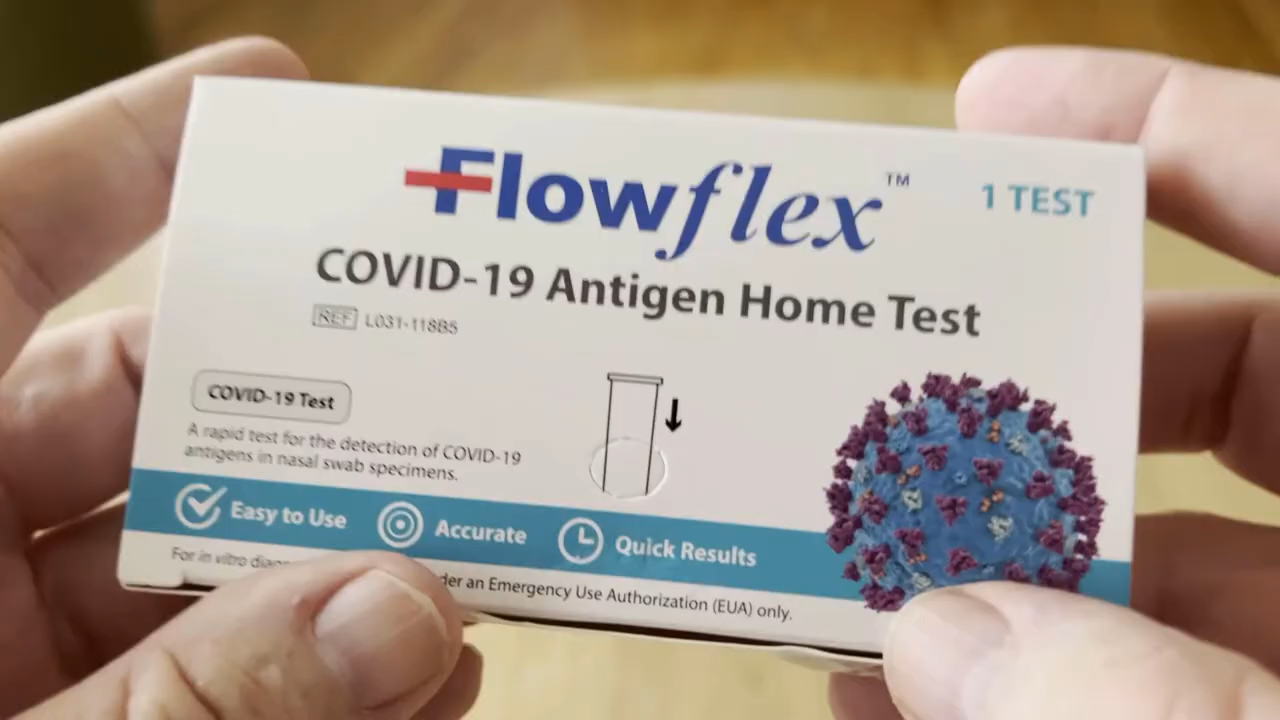 Flowflex™
1 TEST
COVID-19 Antigen Home Test
REF L031-118B5
COVID-19 Test
A rapid test for the detection of COVID-19
antigens in nasal swab specimens.
Easy to Use
Accurate
Quick Results
For in vitro an Emergency Use Authorization (EUA) only.